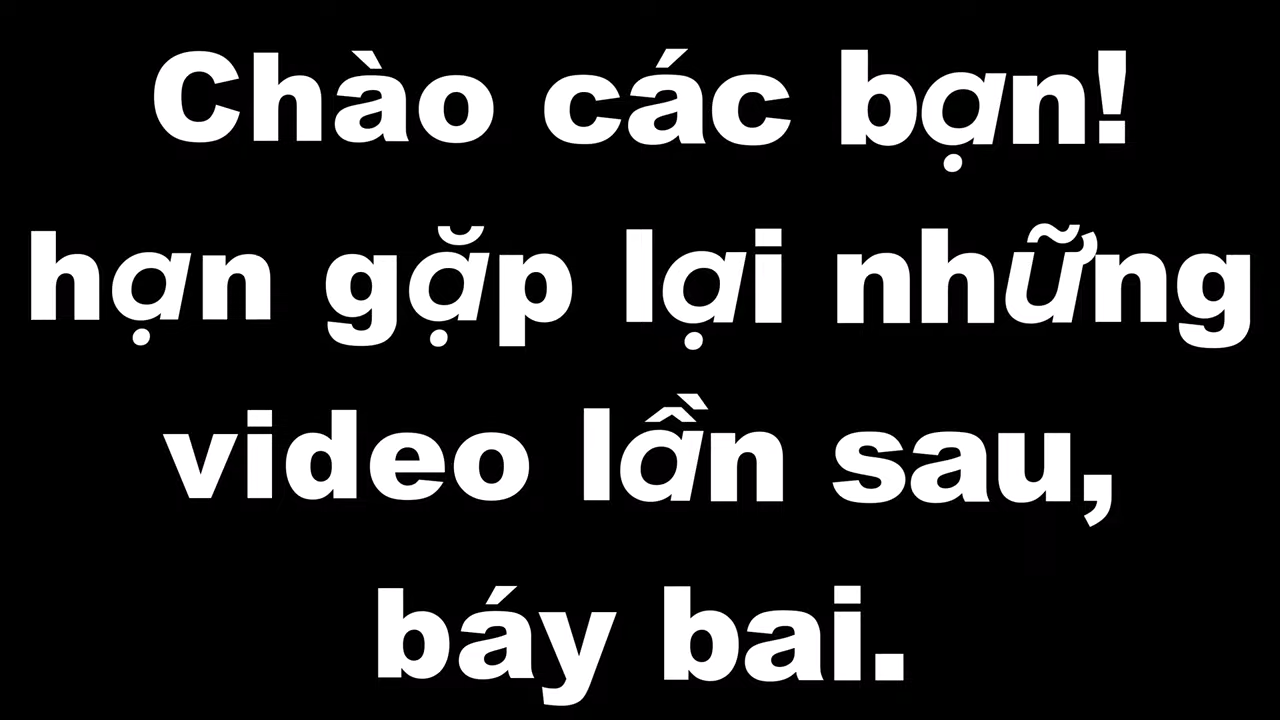 Chào các bạn!
hạn gặp lại những
video lần sau,
báy bai.